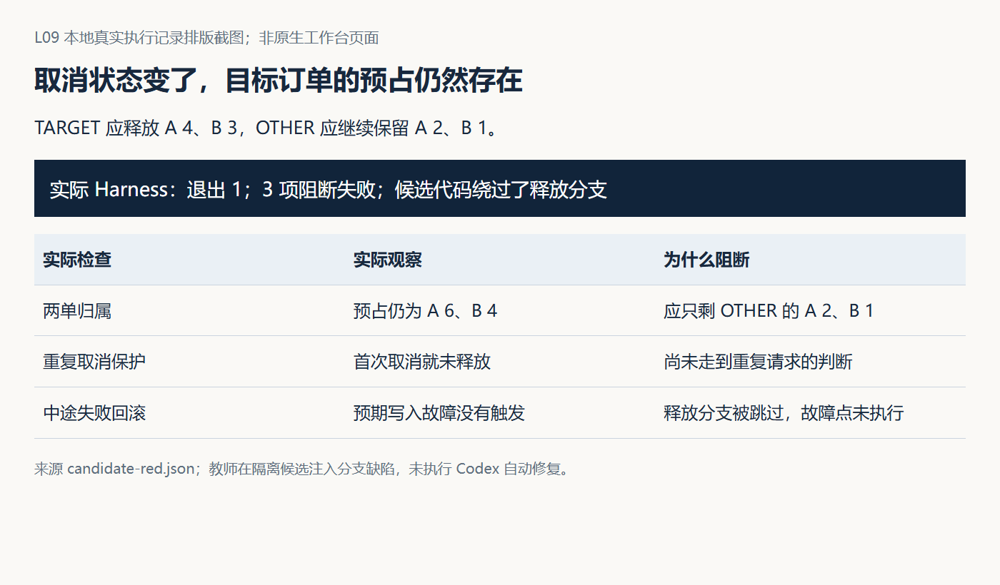 L09 本地真实执行记录排版截图；非原生工作台页面
取消状态变了，目标订单的预占仍然存在
TARGET 应释放 A 4、B 3，OTHER 应继续保留 A 2、B 1。
实际 Harness：退出 1；3 项阻断失败；候选代码绕过了释放分支
实际检查 实际观察 为什么阻断
两单归属 预占仍为 A 6、B 4 应只剩 OTHER 的 A 2、B 1
重复取消保护 首次取消就未释放 尚未走到重复请求的判断
中途失败回滚 预期写入故障没有触发 释放分支被跳过，故障点未执行
来源 candidate-red.json；教师在隔离候选注入分支缺陷，未执行 Codex 自动修复。